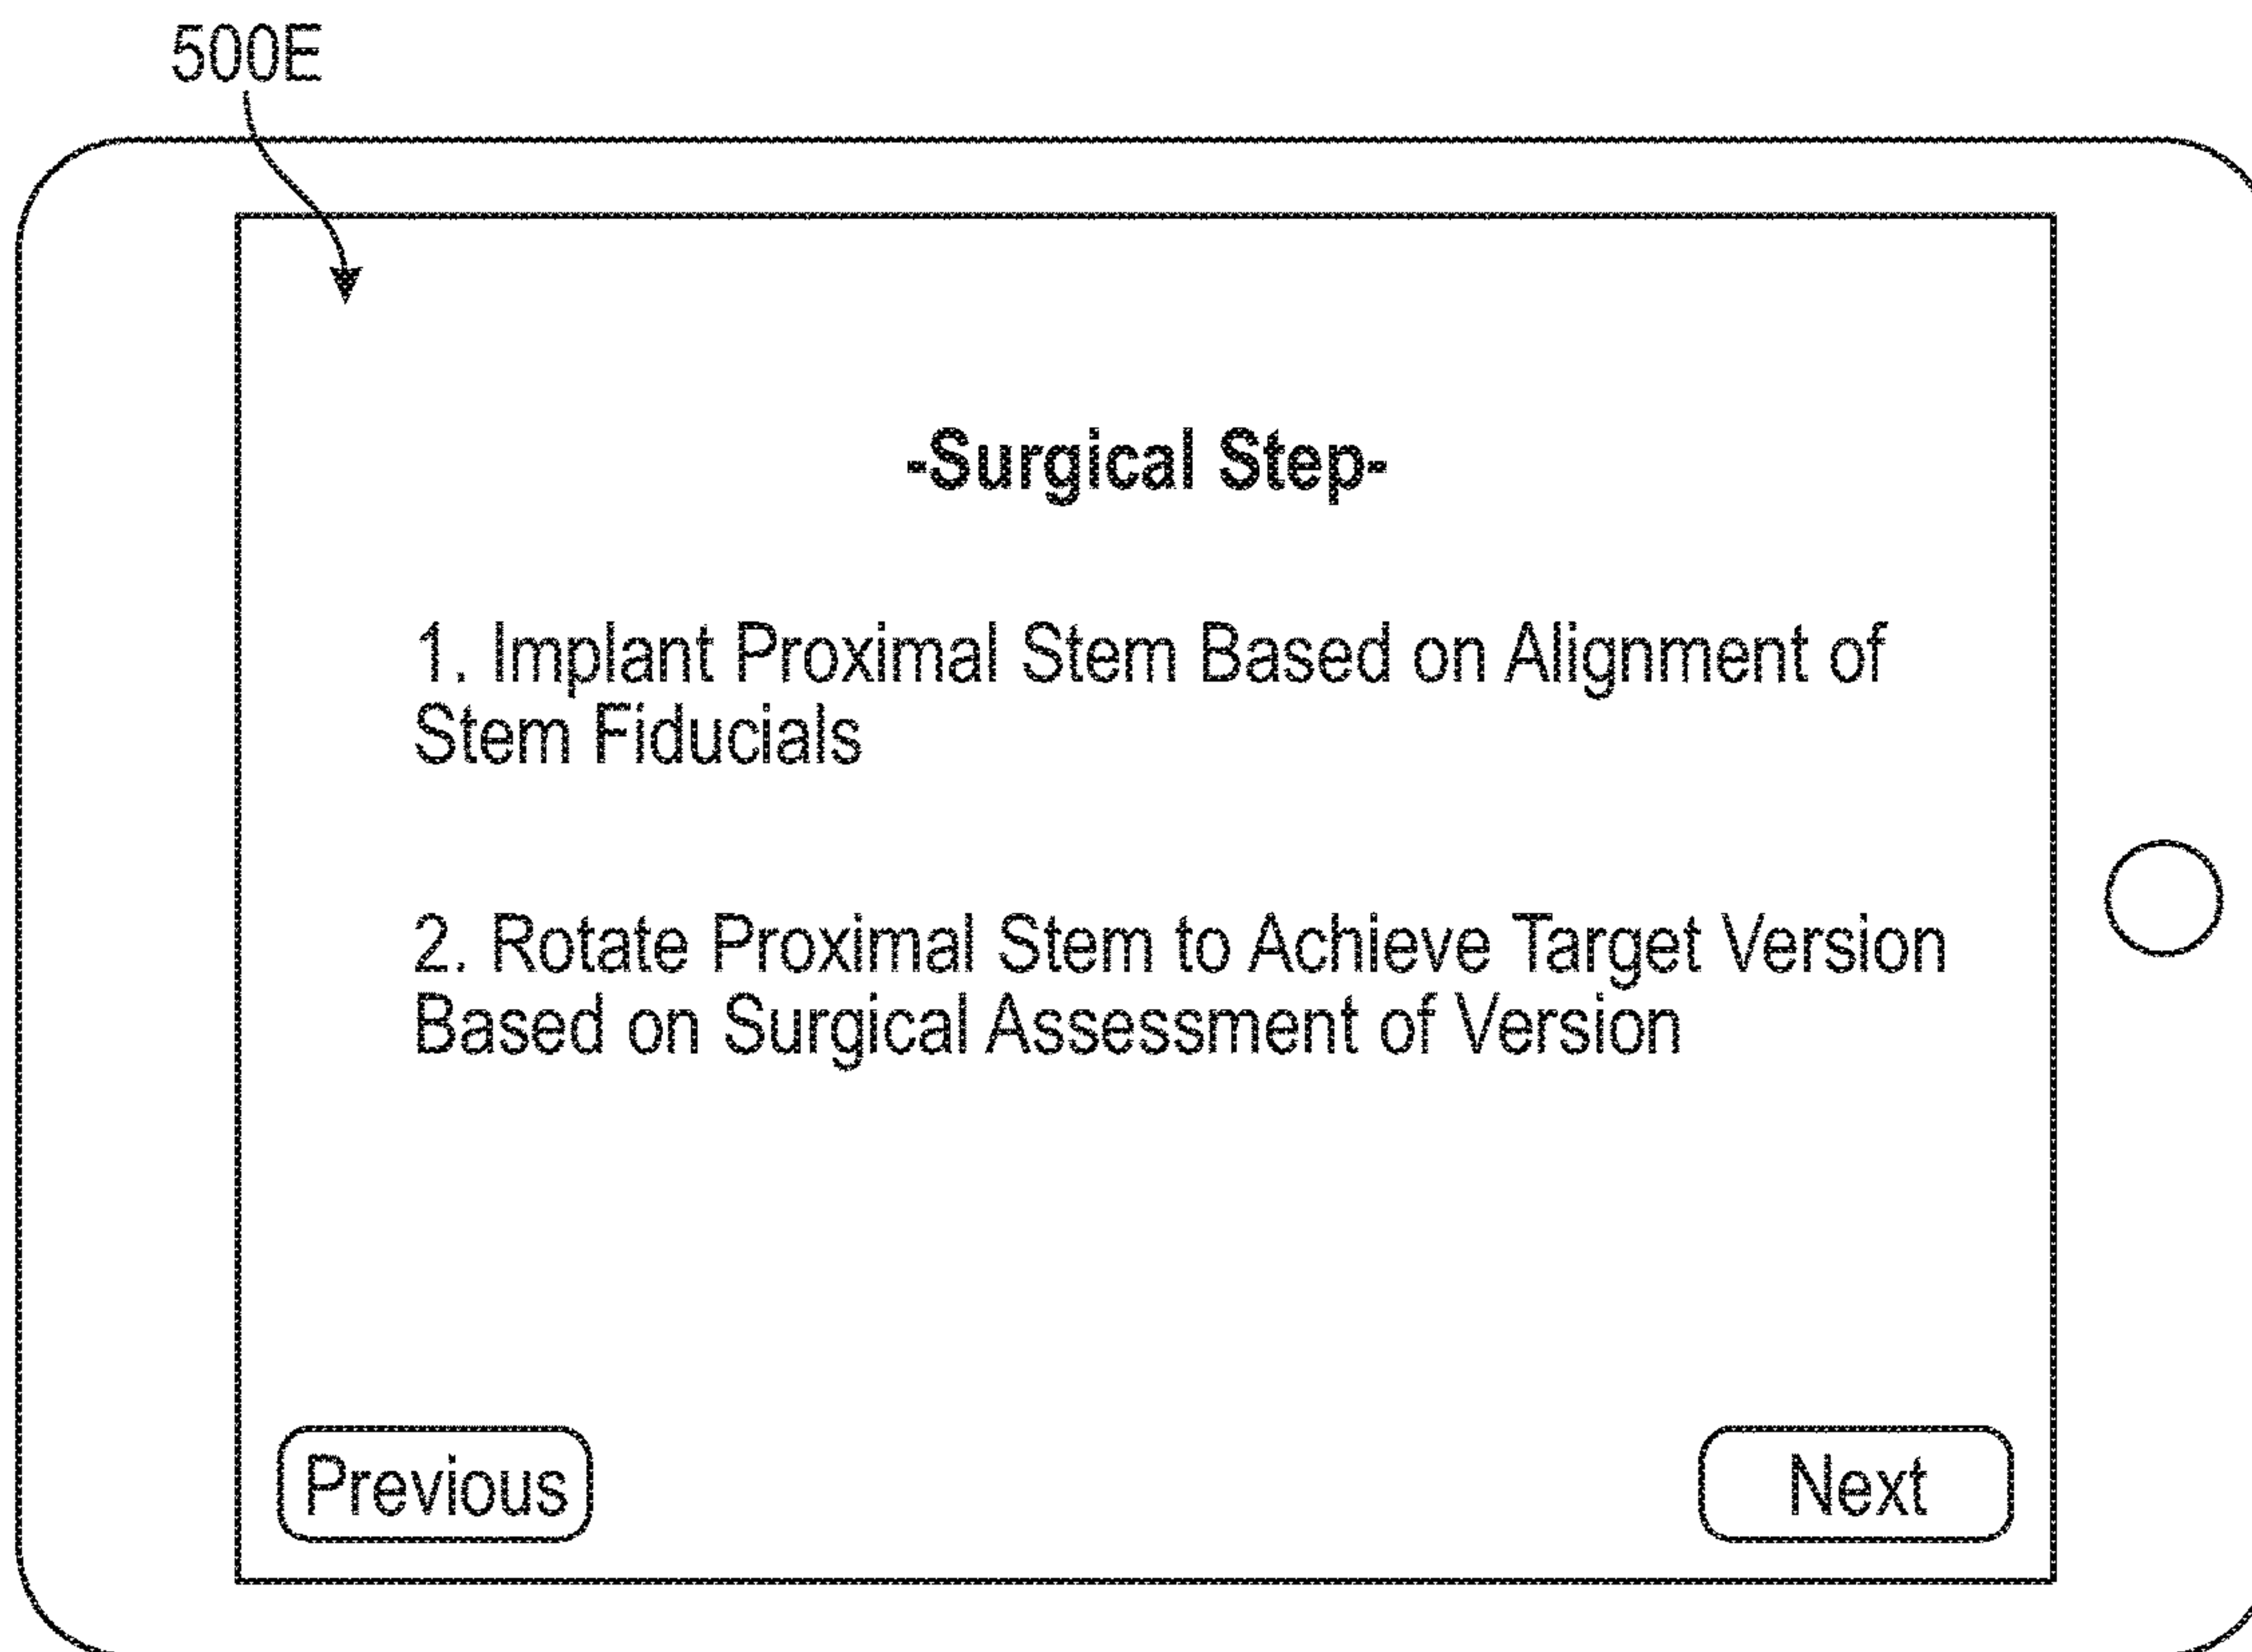 500E
-Surgical Step-
1. Implant Proximal Stem Based on Alignment of
Stem Fiducials
2. Rotate Proximal Stem to Achieve Target Version
Based on Surgical Assessment of Version
Previous
Next